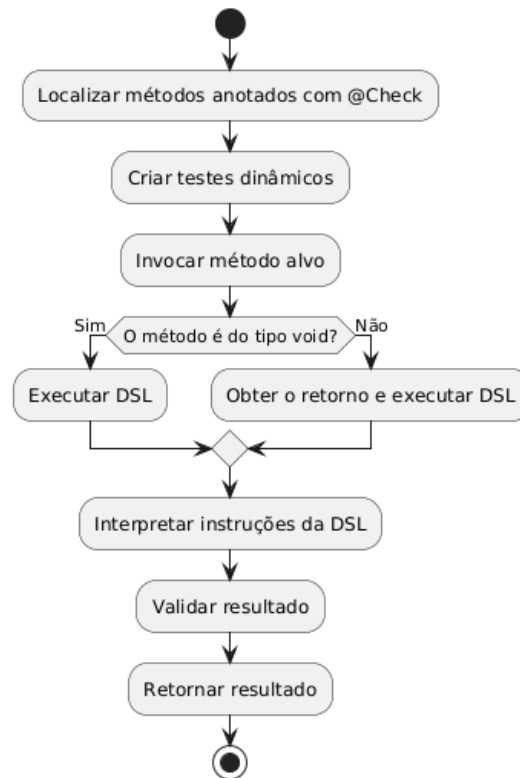 Localizar métodos anotados com @Check
Criar testes dinâmicos
Invocar método alvo
Sim
O método é do tipo void?
Não
Executar DSL
Obter o retorno e executar DSL
Interpretar instruções da DSL
Validar resultado
Retornar resultado